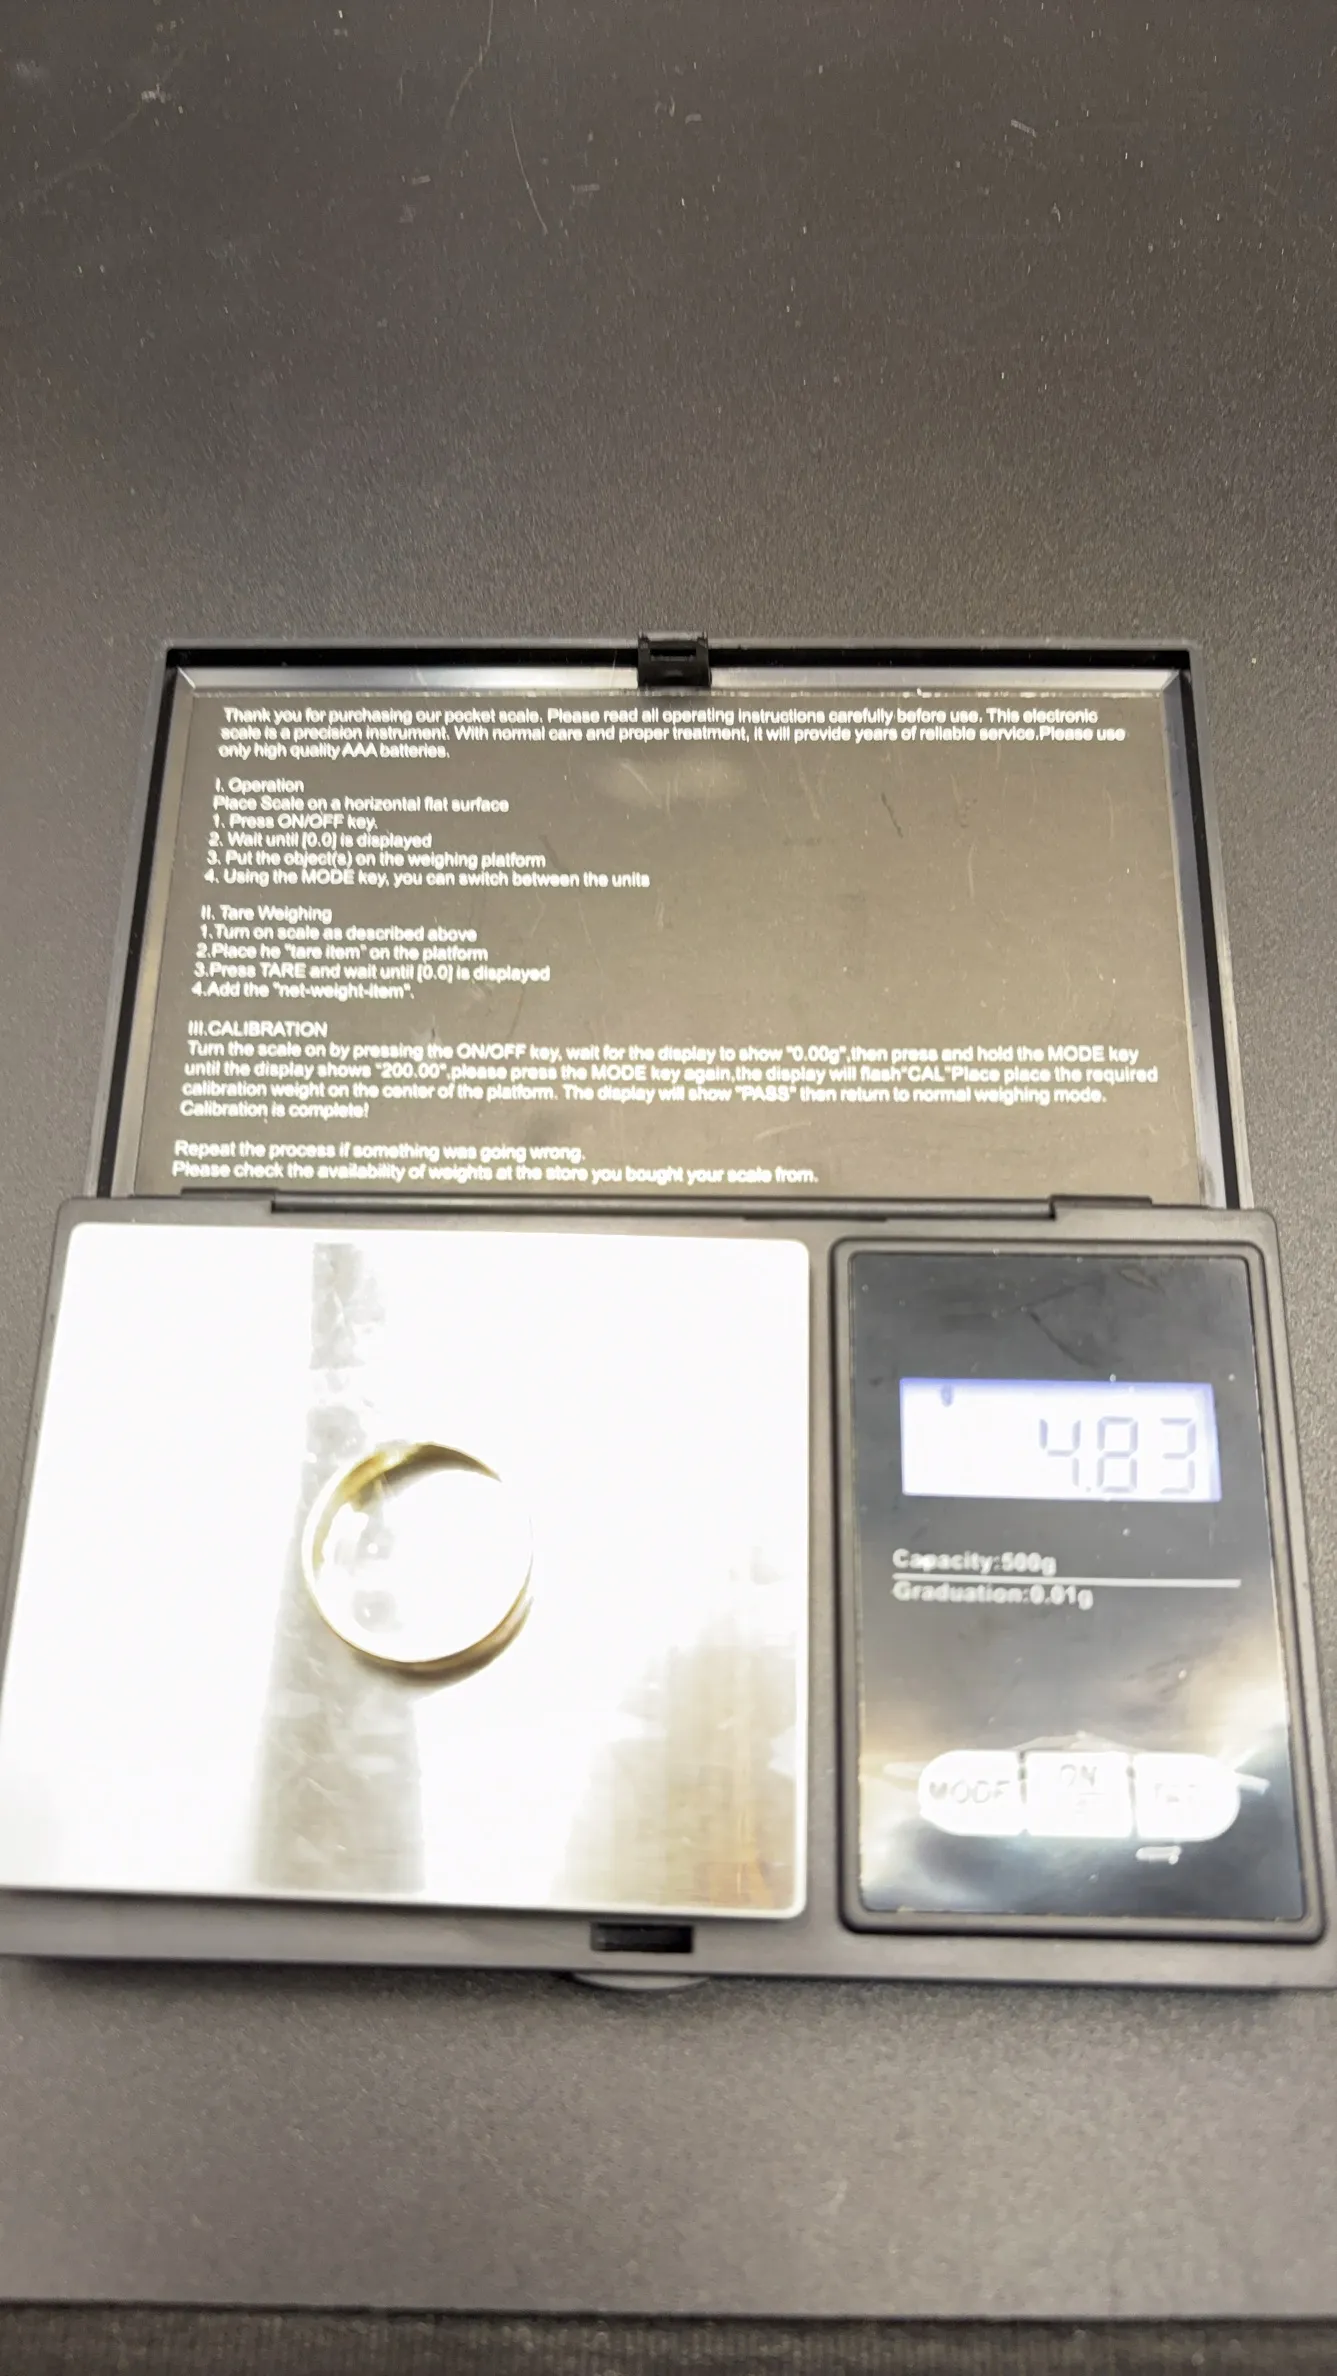 Thank you for purchasing our pocket scale. Please read all operating instructions carefully before use. This electronic
scale is a precision instrument. With normal care and proper treatment, it will provide years of reliable service.Please use
only high quality AAA batteries.
I. Operation
Place Scale on a horizontal flat surface
1. Press ON/OFF key.
2. Wait until [0.0] is displayed
3. Put the object(s) on the weighing platform
4. Using the MODE key, you can switch between the units
II. Tare Weighing
1.Turn on scale as described above
2.Place he "tare item" on the platform
3.Press TARE and wait until [0.0] is displayed
4.Add the "net-weight-item".
III.CALIBRATION
Turn the scale on by pressing the ON/OFF key, wait for the display to show "0.00g",then press and hold the MODE key
until the display shows "200.00",please press the MODE key again,the display will flash"CAL"Place place the required
calibration weight on the center of the platform. The display will show "PASS" then return to normal weighing mode.
Calibration is complete!
Repeat the process if something was going wrong.
Please check the availability of weights at the store you bought your scale from.
g
4.83
Capacity:500g
Graduation:0.01g
MODE ON